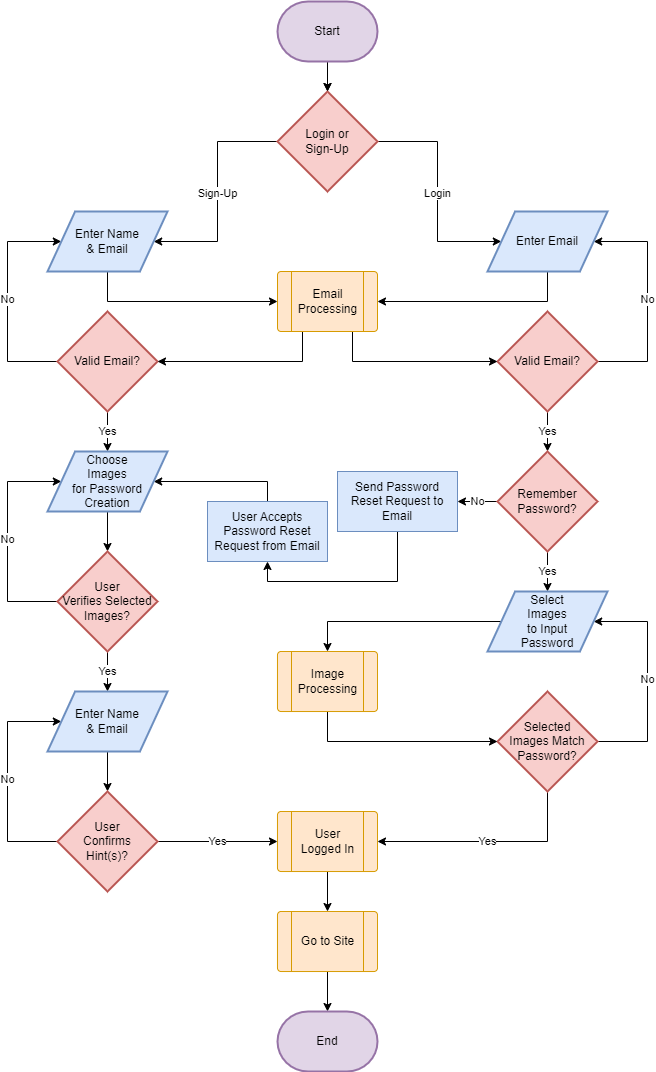 Start
Login or
Sign-Up
Sign-Up
Login
Enter Name
& Email
Enter Email
Email
Processing
No
No
Valid Email?
Valid Email?
Yes
Yes
Choose
Images
for Password
Creation
Send Password
Reset Request to
Email
No
Remember
Password?
User Accepts
Password Reset
Request from Email
No
User
Verifies Selected
Images?
Yes
Select
Images
to Input
Password
Yes
Image
Processing
No
Enter Name
& Email
Selected
Images Match
Password?
No
User
Confirms
Hint(s)?
Yes
User
Logged In
Yes
Go to Site
End